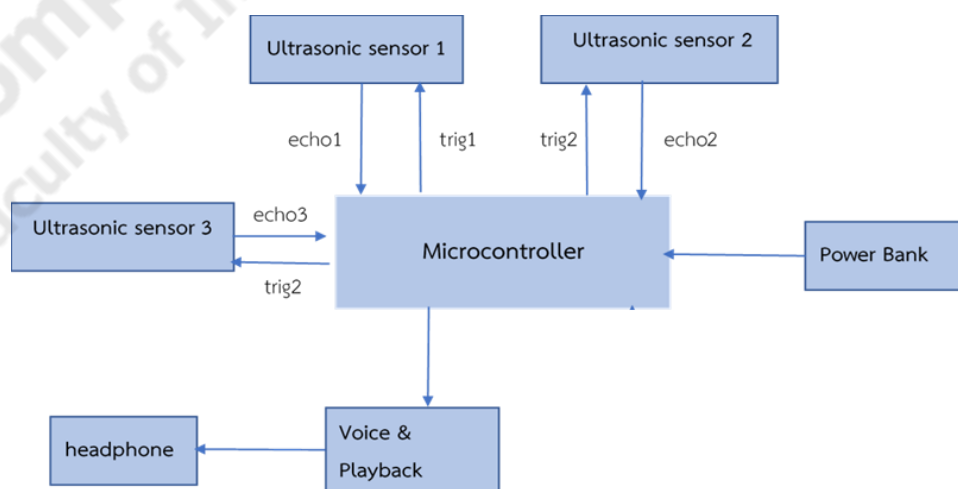 Ultrasonic sensor 1
Ultrasonic sensor 2
echo1
trig1
trig2
echo2
Ultrasonic sensor 3
echo3
trig2
Microcontroller
Power Bank
Voice &
Playback
headphone